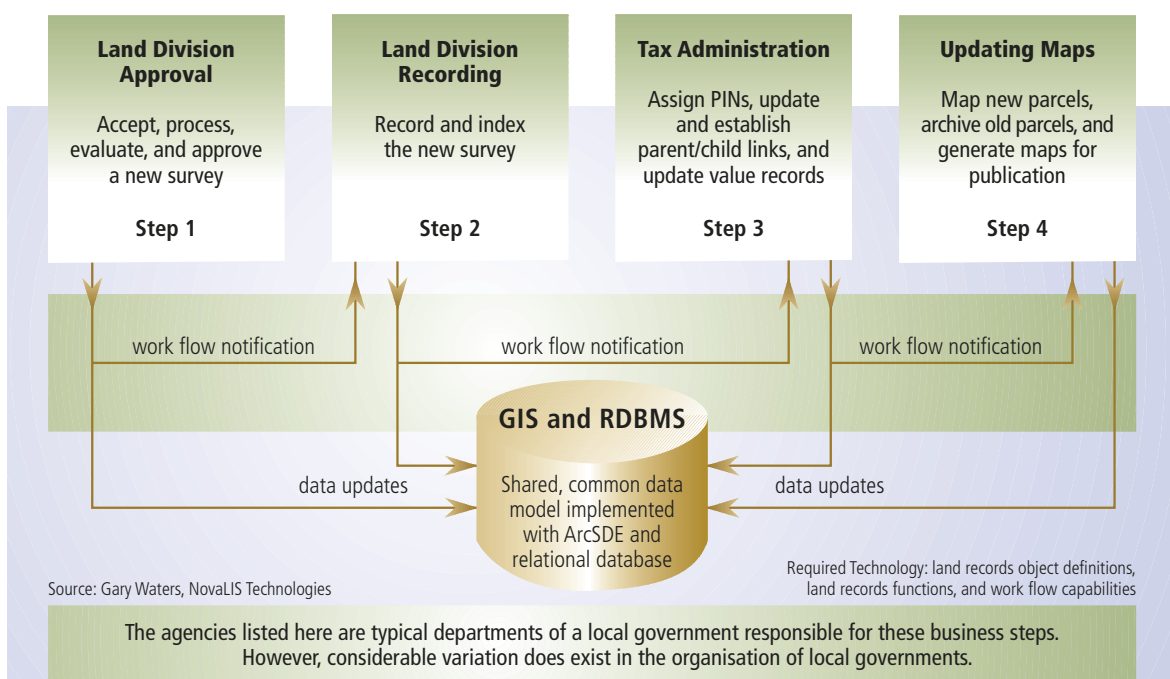 Land Division
Approval
Accept, process,
evaluate, and approve
a new survey
Step 1
Land Division
Recording
Record and index
the new survey
Step 2
Tax Administration
Assign PINs, update
and establish
parent/child links, and
update value records
Step 3
Updating Maps
Map new parcels,
archive old parcels, and
generate maps for
publication
Step 4
work flow notification
work flow notification
work flow notification
GIS and RDBMS
Shared, common data
model implemented
with ArcSDE and
relational database
data updates
data updates
Source: Gary Waters, NovaLIS Technologies
Required Technology: land records object definitions,
land records functions, and work flow capabilities
The agencies listed here are typical departments of a local government responsible for these business steps.
However, considerable variation does exist in the organisation of local governments.